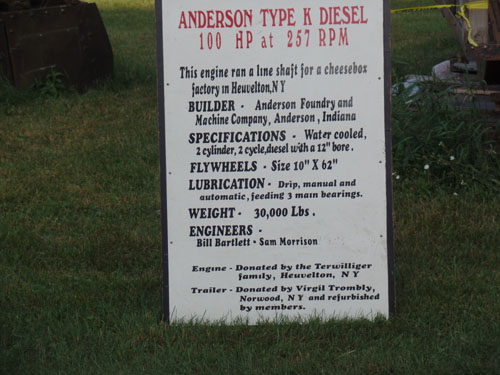 ANDERSON TYPE K DIESEL
100 HP at 257 RPM
This engine ran a line shaft for a cheesebox
factory in Heuvelton, NY
BUILDER - Anderson Foundry and
Machine Company, Anderson, Indiana
SPECIFICATIONS - Water cooled,
2 cylinder, 2 cycle, diesel with a 12" bore.
FLYWHEELS - Size 10" X 62"
LUBRICATION - Drip, manual and
automatic, feeding 3 main bearings.
WEIGHT - 30,000 Lbs.
ENGINEERS -
Bill Bartlett - Sam Morrison
Engine - Donated by the Terwilliger
family, Heuvelton, NY
Trailer - Donated by Virgil Trombly,
Norwood, NY and refurbished
by members.